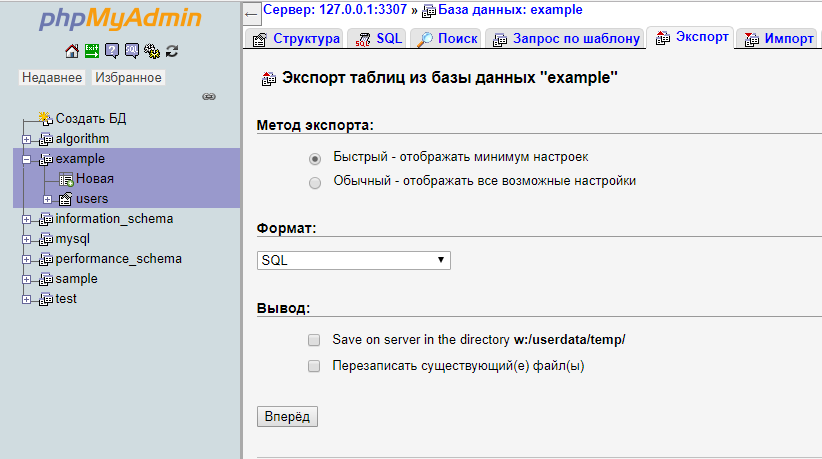 phpMyAdmin
Недавнее Избранное
Создать БД
algorithm
example
Новая
users
information_schema
mysql
performance_schema
sample
test
Сервер: 127.0.0.1:3307 » База данных: example
Структура SQL Поиск Запрос по шаблону Экспорт Импорт
Экспорт таблиц из базы данных "example"
Метод экспорта:
Быстрый - отображать минимум настроек
Обычный - отображать все возможные настройки
Формат:
SQL
Вывод:
Save on server in the directory w:/userdata/temp/
Перезаписать существующий(е) файл(ы)
Вперёд